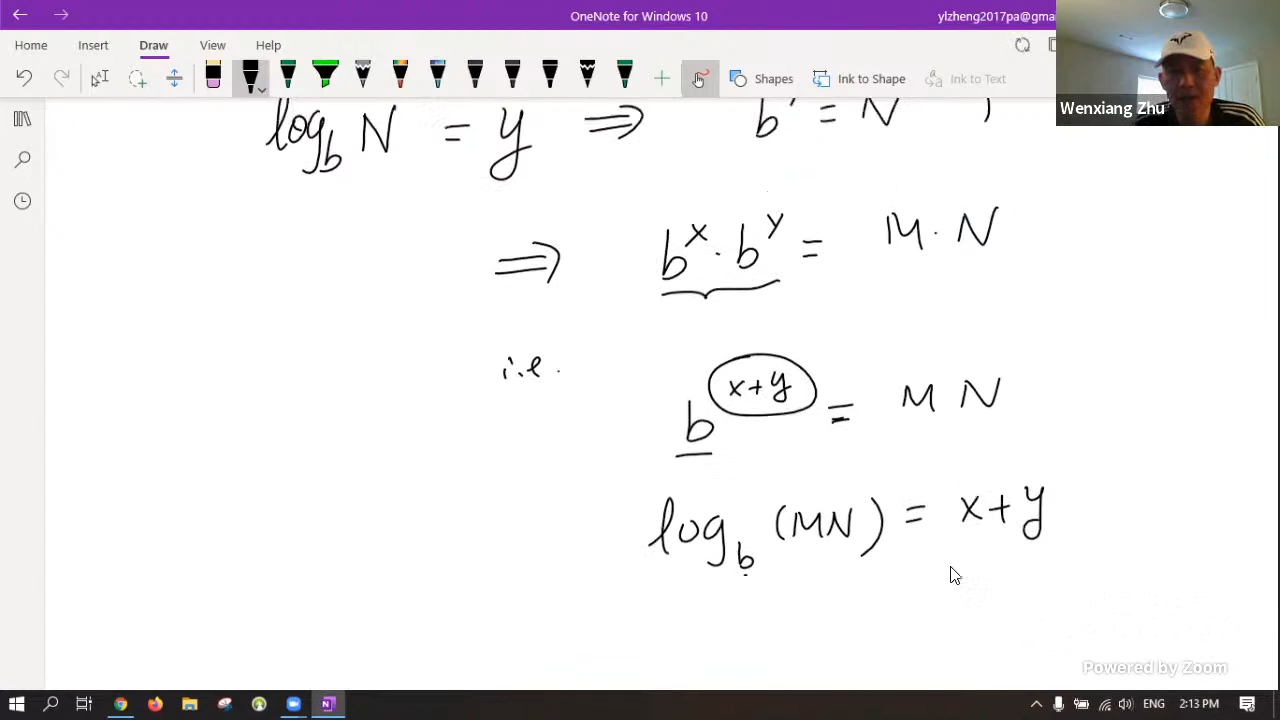 OneNote for Windows 10
ylzheng2017pa@gma
Home Insert Draw View Help
Shapes Ink to Shape Ink to Text
Wenxiang Zhu
log_b N = y ⇒ b^y = N
⇒ b^x · b^y = M · N
i.e. b^(x+y) = M N
log_b (MN) = x+y
Powered by Zoom
ENG 2:13 PM